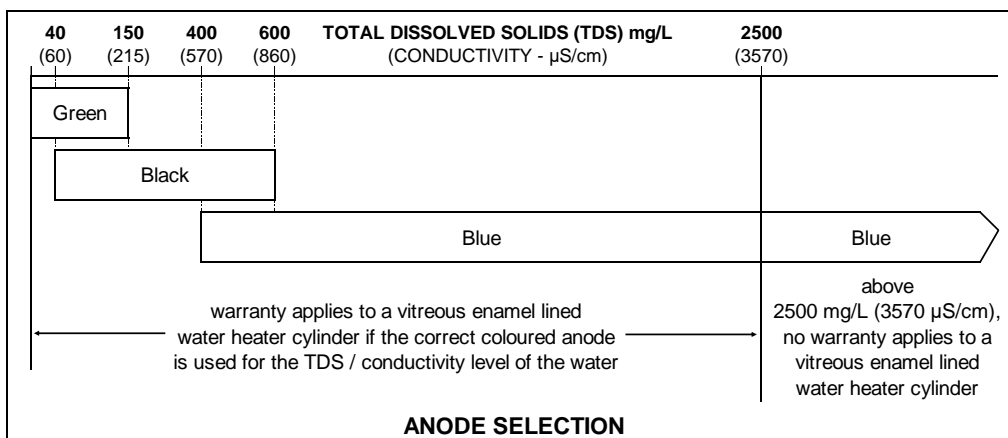 40 150 400 600 TOTAL DISSOLVED SOLIDS (TDS) mg/L 2500
(60) (215) (570) (860) (CONDUCTIVITY - µS/cm) (3570)
Green
Black
Blue Blue
warranty applies to a vitreous enamel lined
water heater cylinder if the correct coloured anode
is used for the TDS / conductivity level of the water
above
2500 mg/L (3570 µS/cm),
no warranty applies to a
vitreous enamel lined
water heater cylinder
ANODE SELECTION